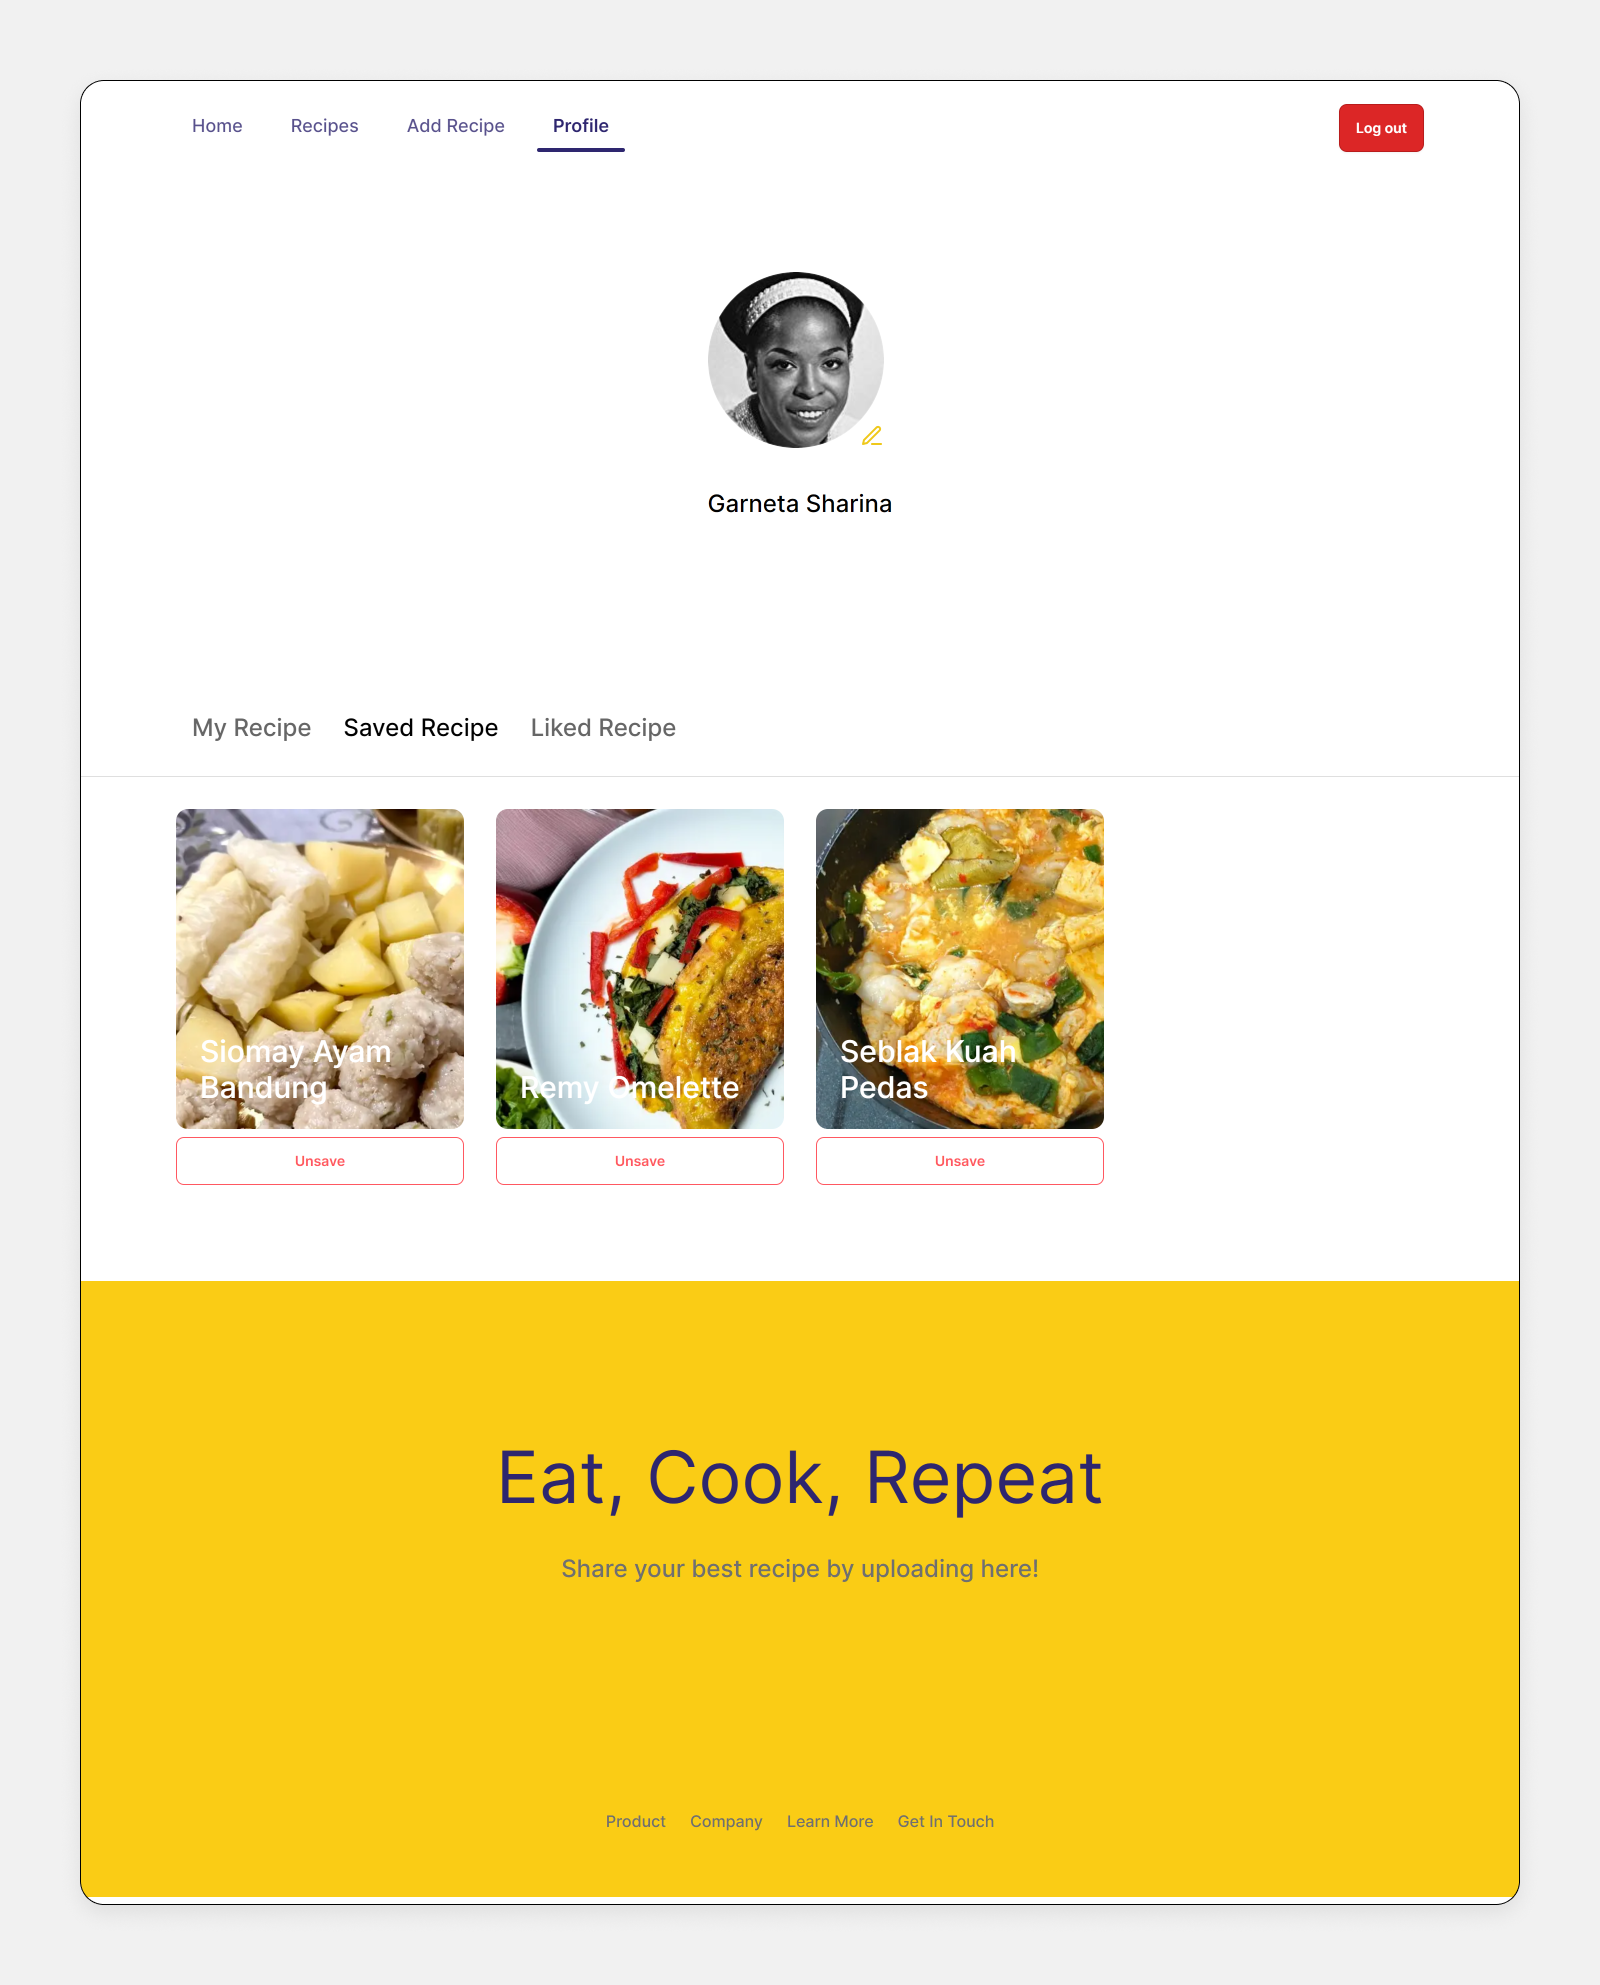 Home Recipes Add Recipe Profile Log out
Garneta Sharina
My Recipe Saved Recipe Liked Recipe
Siomay Ayam
Bandung
Remy Omelette
Seblak Kuah
Pedas
Unsave Unsave Unsave
Eat, Cook, Repeat
Share your best recipe by uploading here!
Product Company Learn More Get In Touch